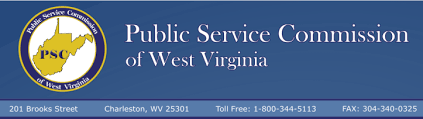 Public Service Commission
PSC
of West Virginia
Public Service Commission
of West Virginia
201 Brooks Street Charleston, WV 25301 Toll Free: 1-800-344-5113 FAX: 304-340-0325